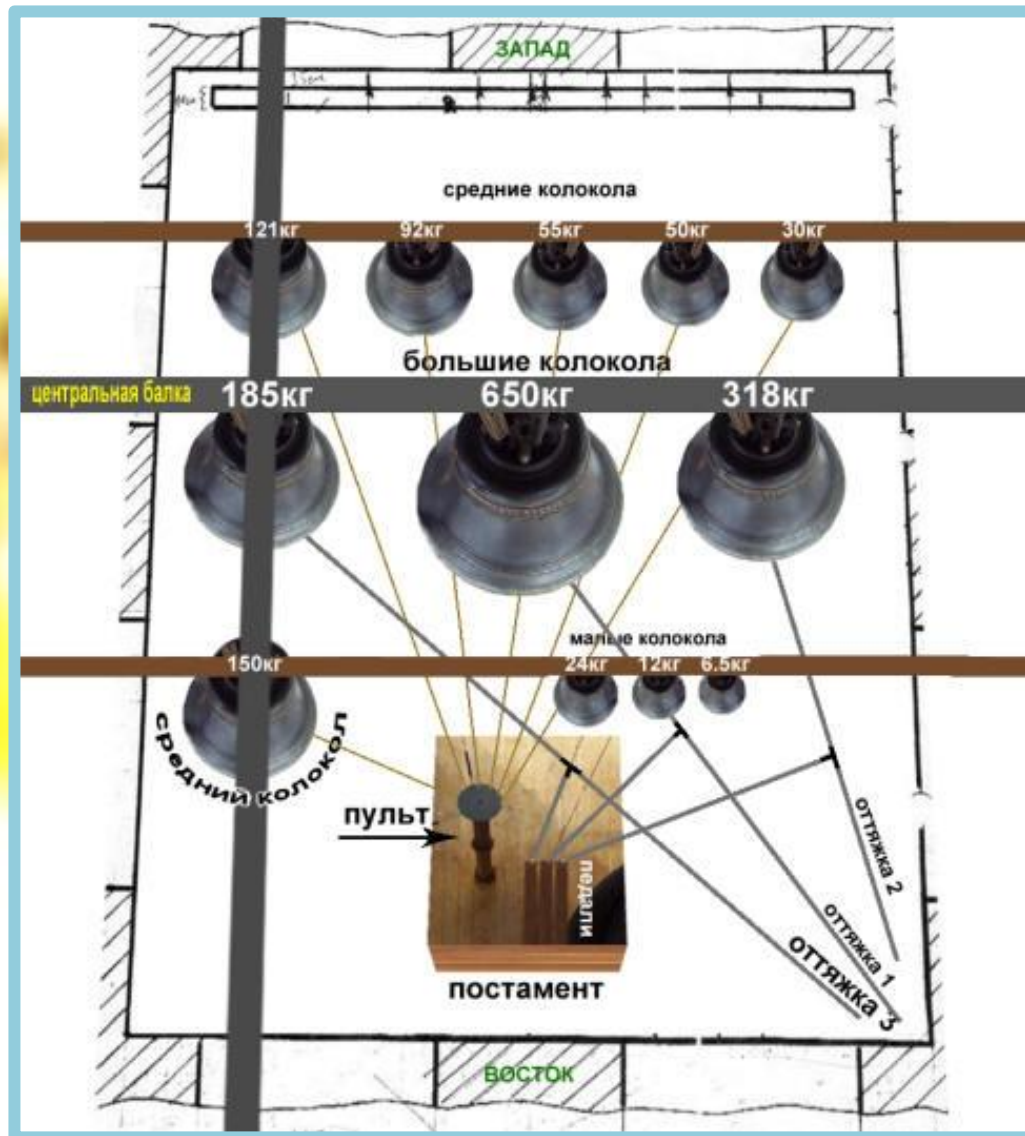 ЗАПАД
средние колокола
121кг 92кг 55кг 50кг 30кг
большие колокола
центральная балка 185кг 650кг 318кг
малые колокола
150кг 24кг 12кг 6.5кг
средний колокол
пульт
педали
оттяжка 2
оттяжка 1
оттяжка 3
постамент
ВОСТОК